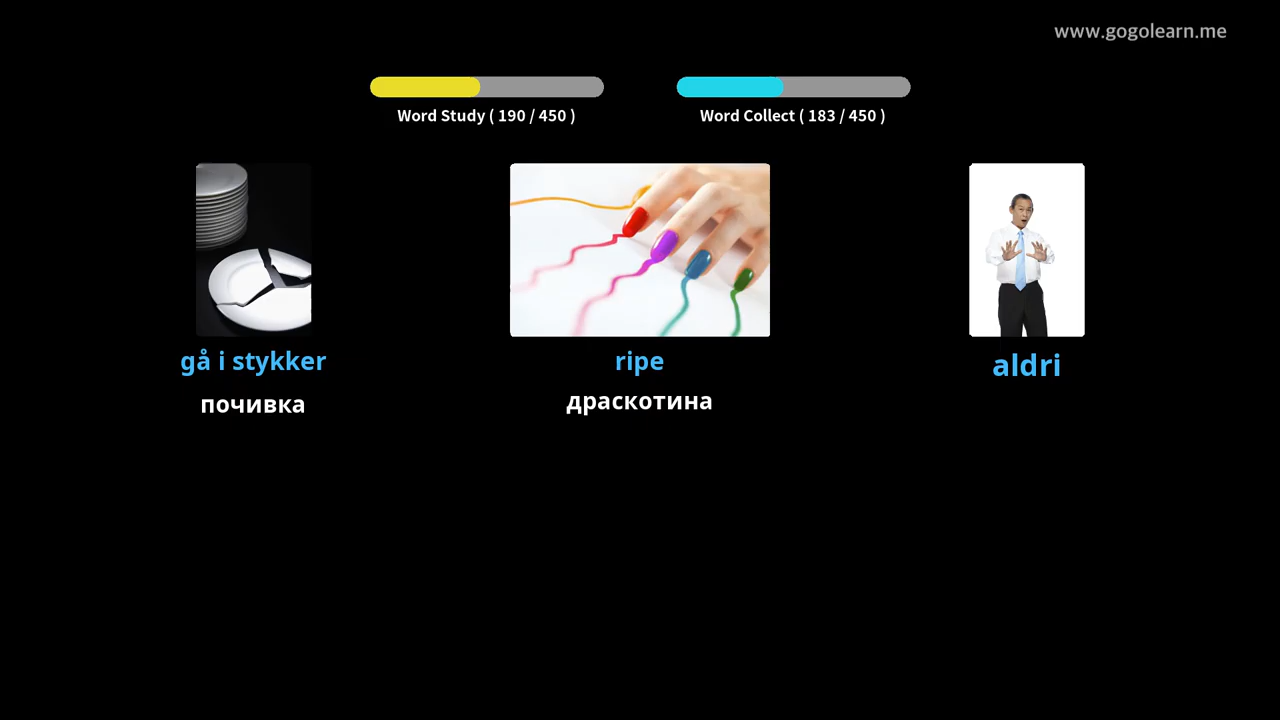 www.gogolearn.me
Word Study ( 190 / 450 )
Word Collect ( 183 / 450 )
gå i stykker
почивка
ripe
драскотина
aldri